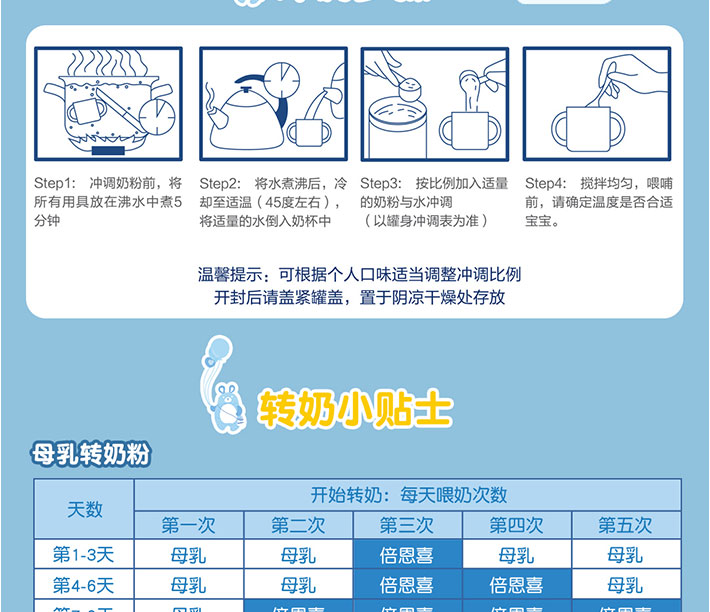 Step1： 冲调奶粉前，将
所有用具放在沸水中煮5
分钟
Step2： 将水煮沸后，冷
却至适温（45度左右），
将适量的水倒入奶杯中
Step3： 按比例加入适量
的奶粉与水冲调
（以罐身冲调表为准）
Step4： 搅拌均匀，喂哺
前，请确定温度是否合适
宝宝。
温馨提示：可根据个人口味适当调整冲调比例
开封后请盖紧罐盖，置于阴凉干燥处存放
转奶小贴士
母乳转奶粉
天数 开始转奶：每天喂奶次数
第一次 第二次 第三次 第四次 第五次
第1-3天 母乳 母乳 倍恩喜 母乳 母乳
第4-6天 母乳 母乳 倍恩喜 倍恩喜 母乳